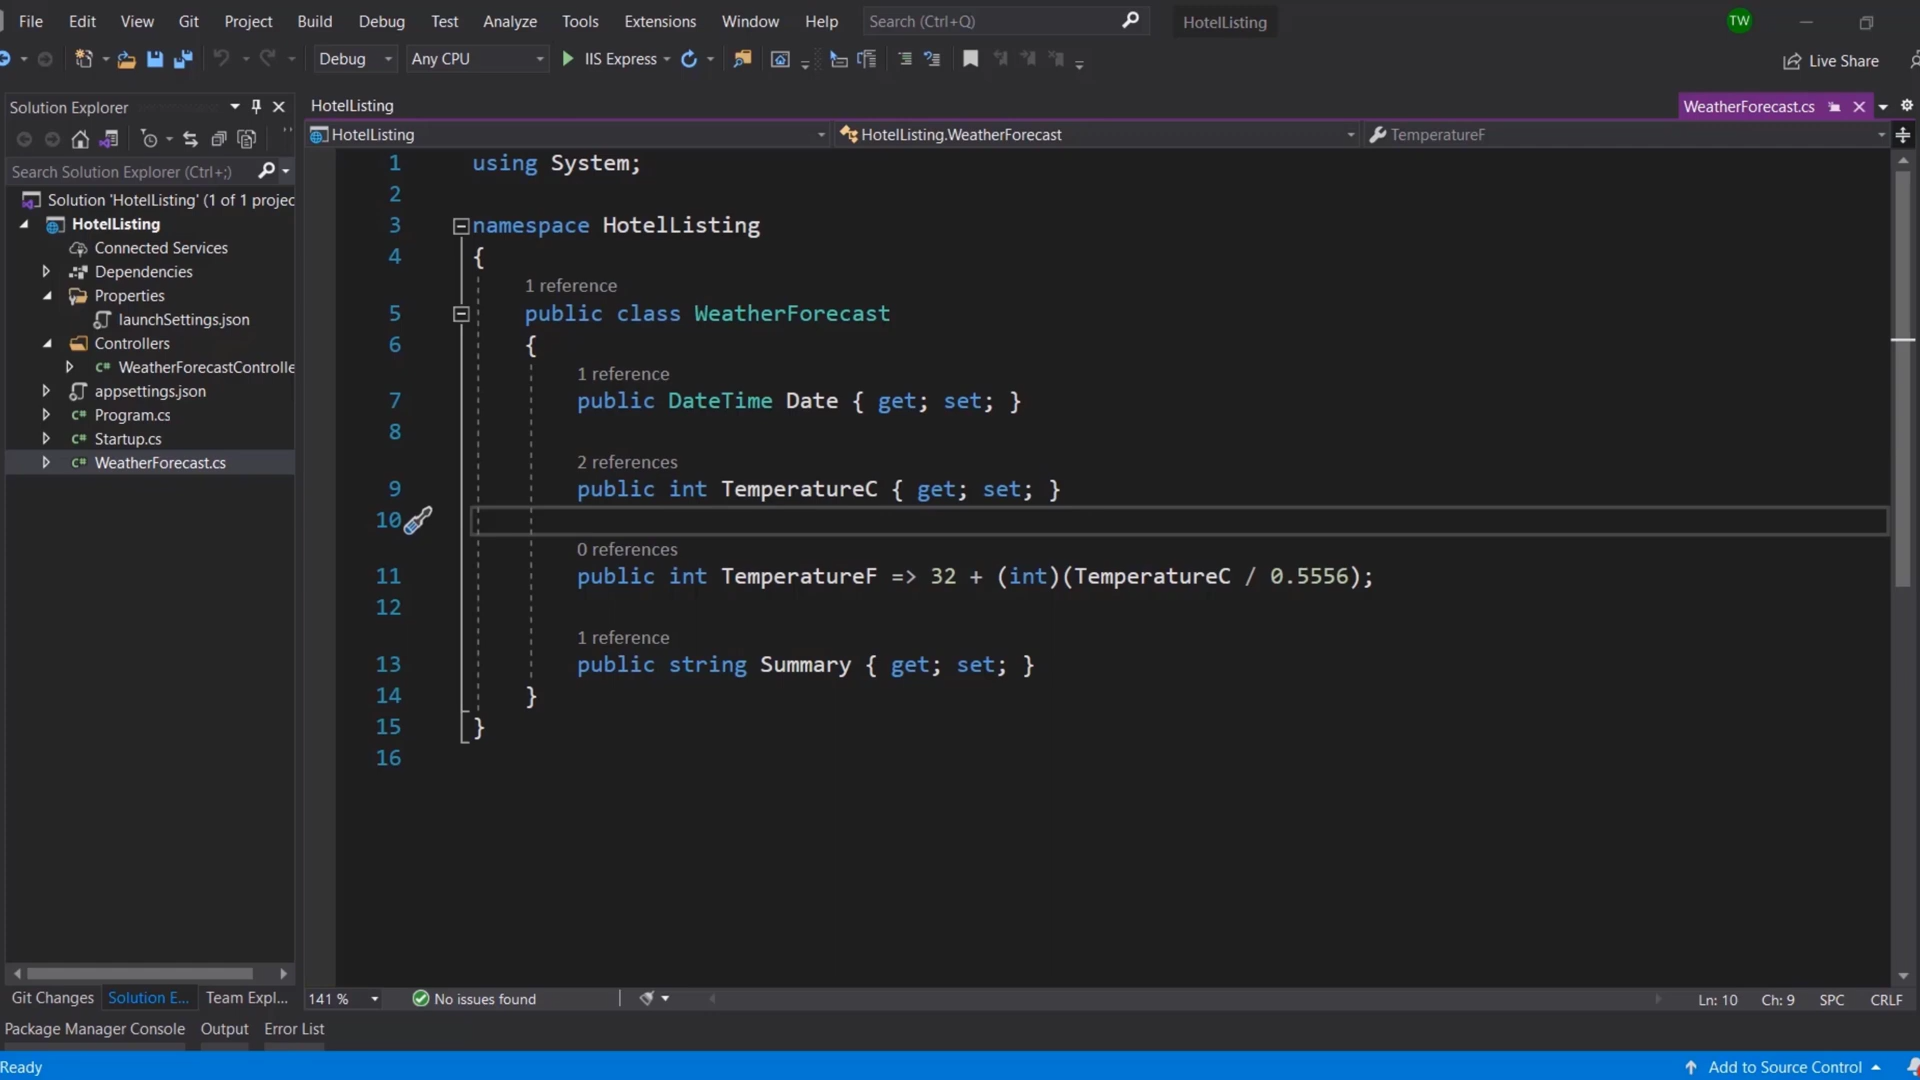 File Edit View Git Project Build Debug Test Analyze Tools Extensions Window Help Search (Ctrl+Q) HotelListing TW
Debug Any CPU IIS Express Live Share
Solution Explorer
Search Solution Explorer (Ctrl+;)
Solution 'HotelListing' (1 of 1 projec
HotelListing
Connected Services
Dependencies
Properties
launchSettings.json
Controllers
WeatherForecastControlle
appsettings.json
Program.cs
Startup.cs
WeatherForecast.cs
HotelListing WeatherForecast.cs
HotelListing HotelListing.WeatherForecast TemperatureF
1 using System;
2
3 namespace HotelListing
4 {
1 reference
5 public class WeatherForecast
6 {
1 reference
7 public DateTime Date { get; set; }
8
2 references
9 public int TemperatureC { get; set; }
10
0 references
11 public int TemperatureF => 32 + (int)(TemperatureC / 0.5556);
12
1 reference
13 public string Summary { get; set; }
14 }
15 }
16
Git Changes Solution E... Team Expl...
141 % No issues found Ln: 10 Ch: 9 SPC CRLF
Package Manager Console Output Error List
Ready Add to Source Control